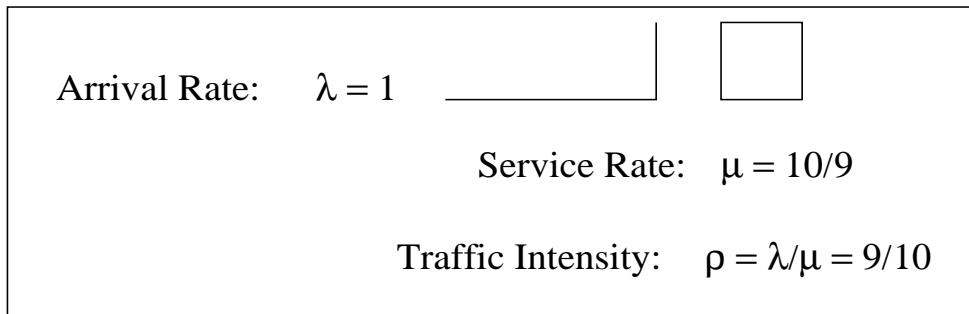 Arrival Rate: λ = 1
Service Rate: μ = 10/9
Traffic Intensity: ρ = λ/μ = 9/10